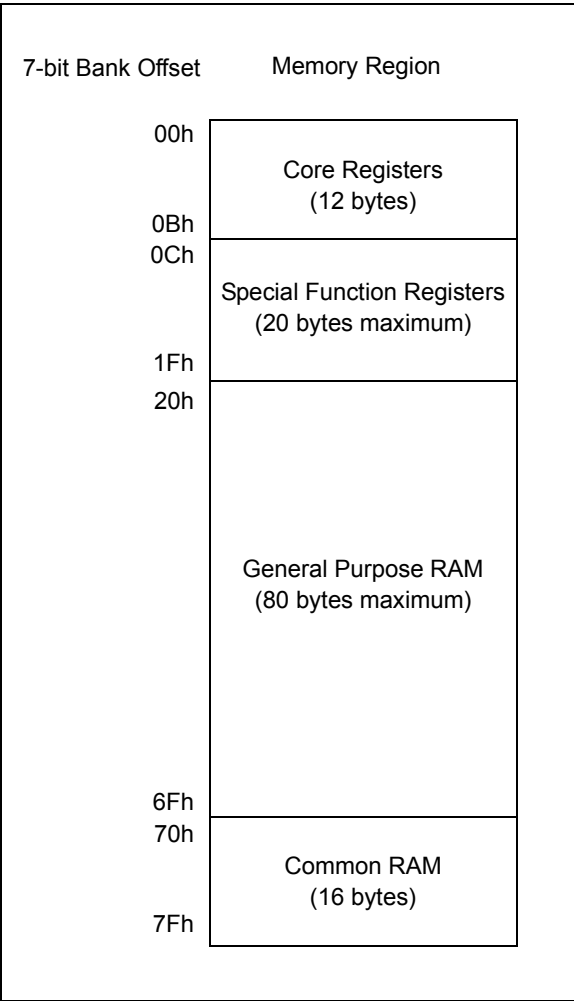 7-bit Bank Offset Memory Region
00h
Core Registers
(12 bytes)
0Bh
0Ch
Special Function Registers
(20 bytes maximum)
1Fh
20h
General Purpose RAM
(80 bytes maximum)
6Fh
70h
Common RAM
(16 bytes)
7Fh